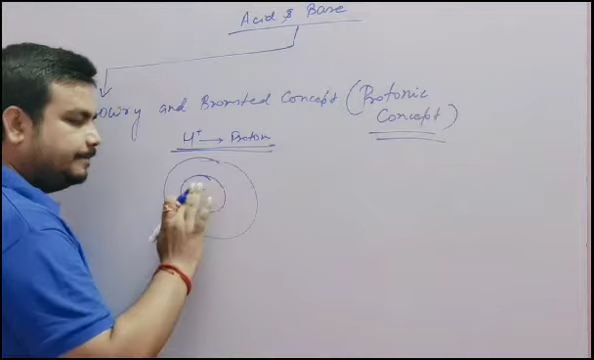 Acid & Base
owry and Bronsted Concept (Protonic
Concept)
H⁺ → Proton